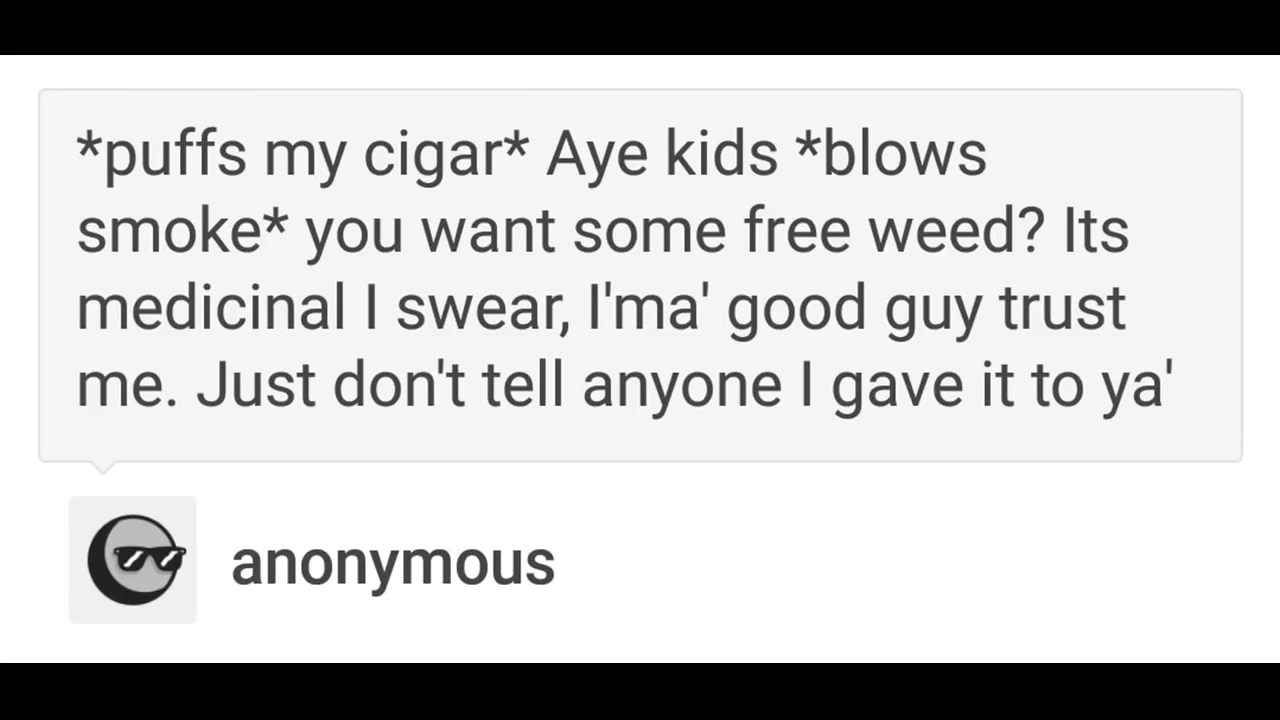 *puffs my cigar* Aye kids *blows
smoke* you want some free weed? Its
medicinal I swear, I'ma' good guy trust
me. Just don't tell anyone I gave it to ya'
anonymous